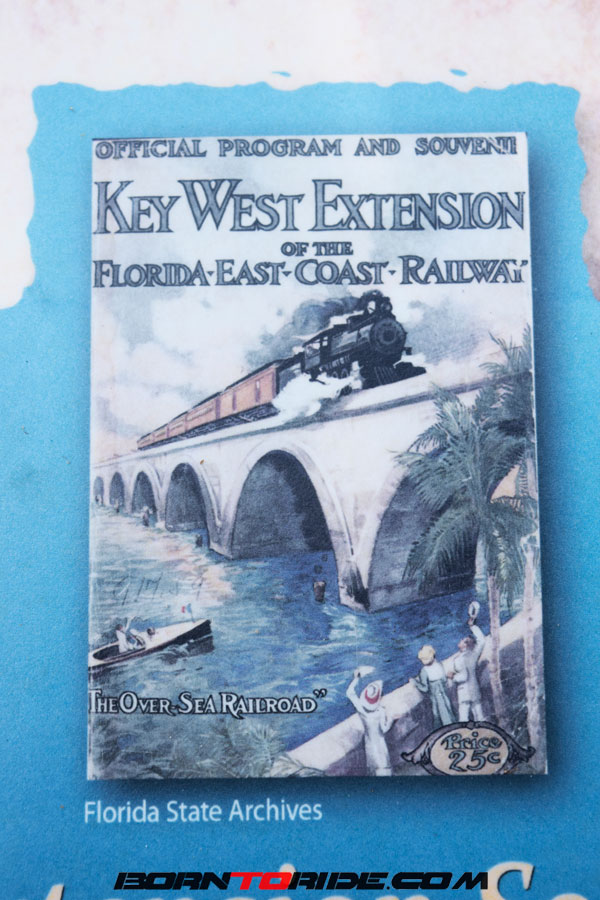 OFFICIAL PROGRAM AND SOUVENI
KEY WEST EXTENSION
OF THE
FLORIDA-EAST-COAST-RAILWAY
THE OVER-SEA RAILROAD"
Price
25c
Florida State Archives
BORNTORIDE.COM